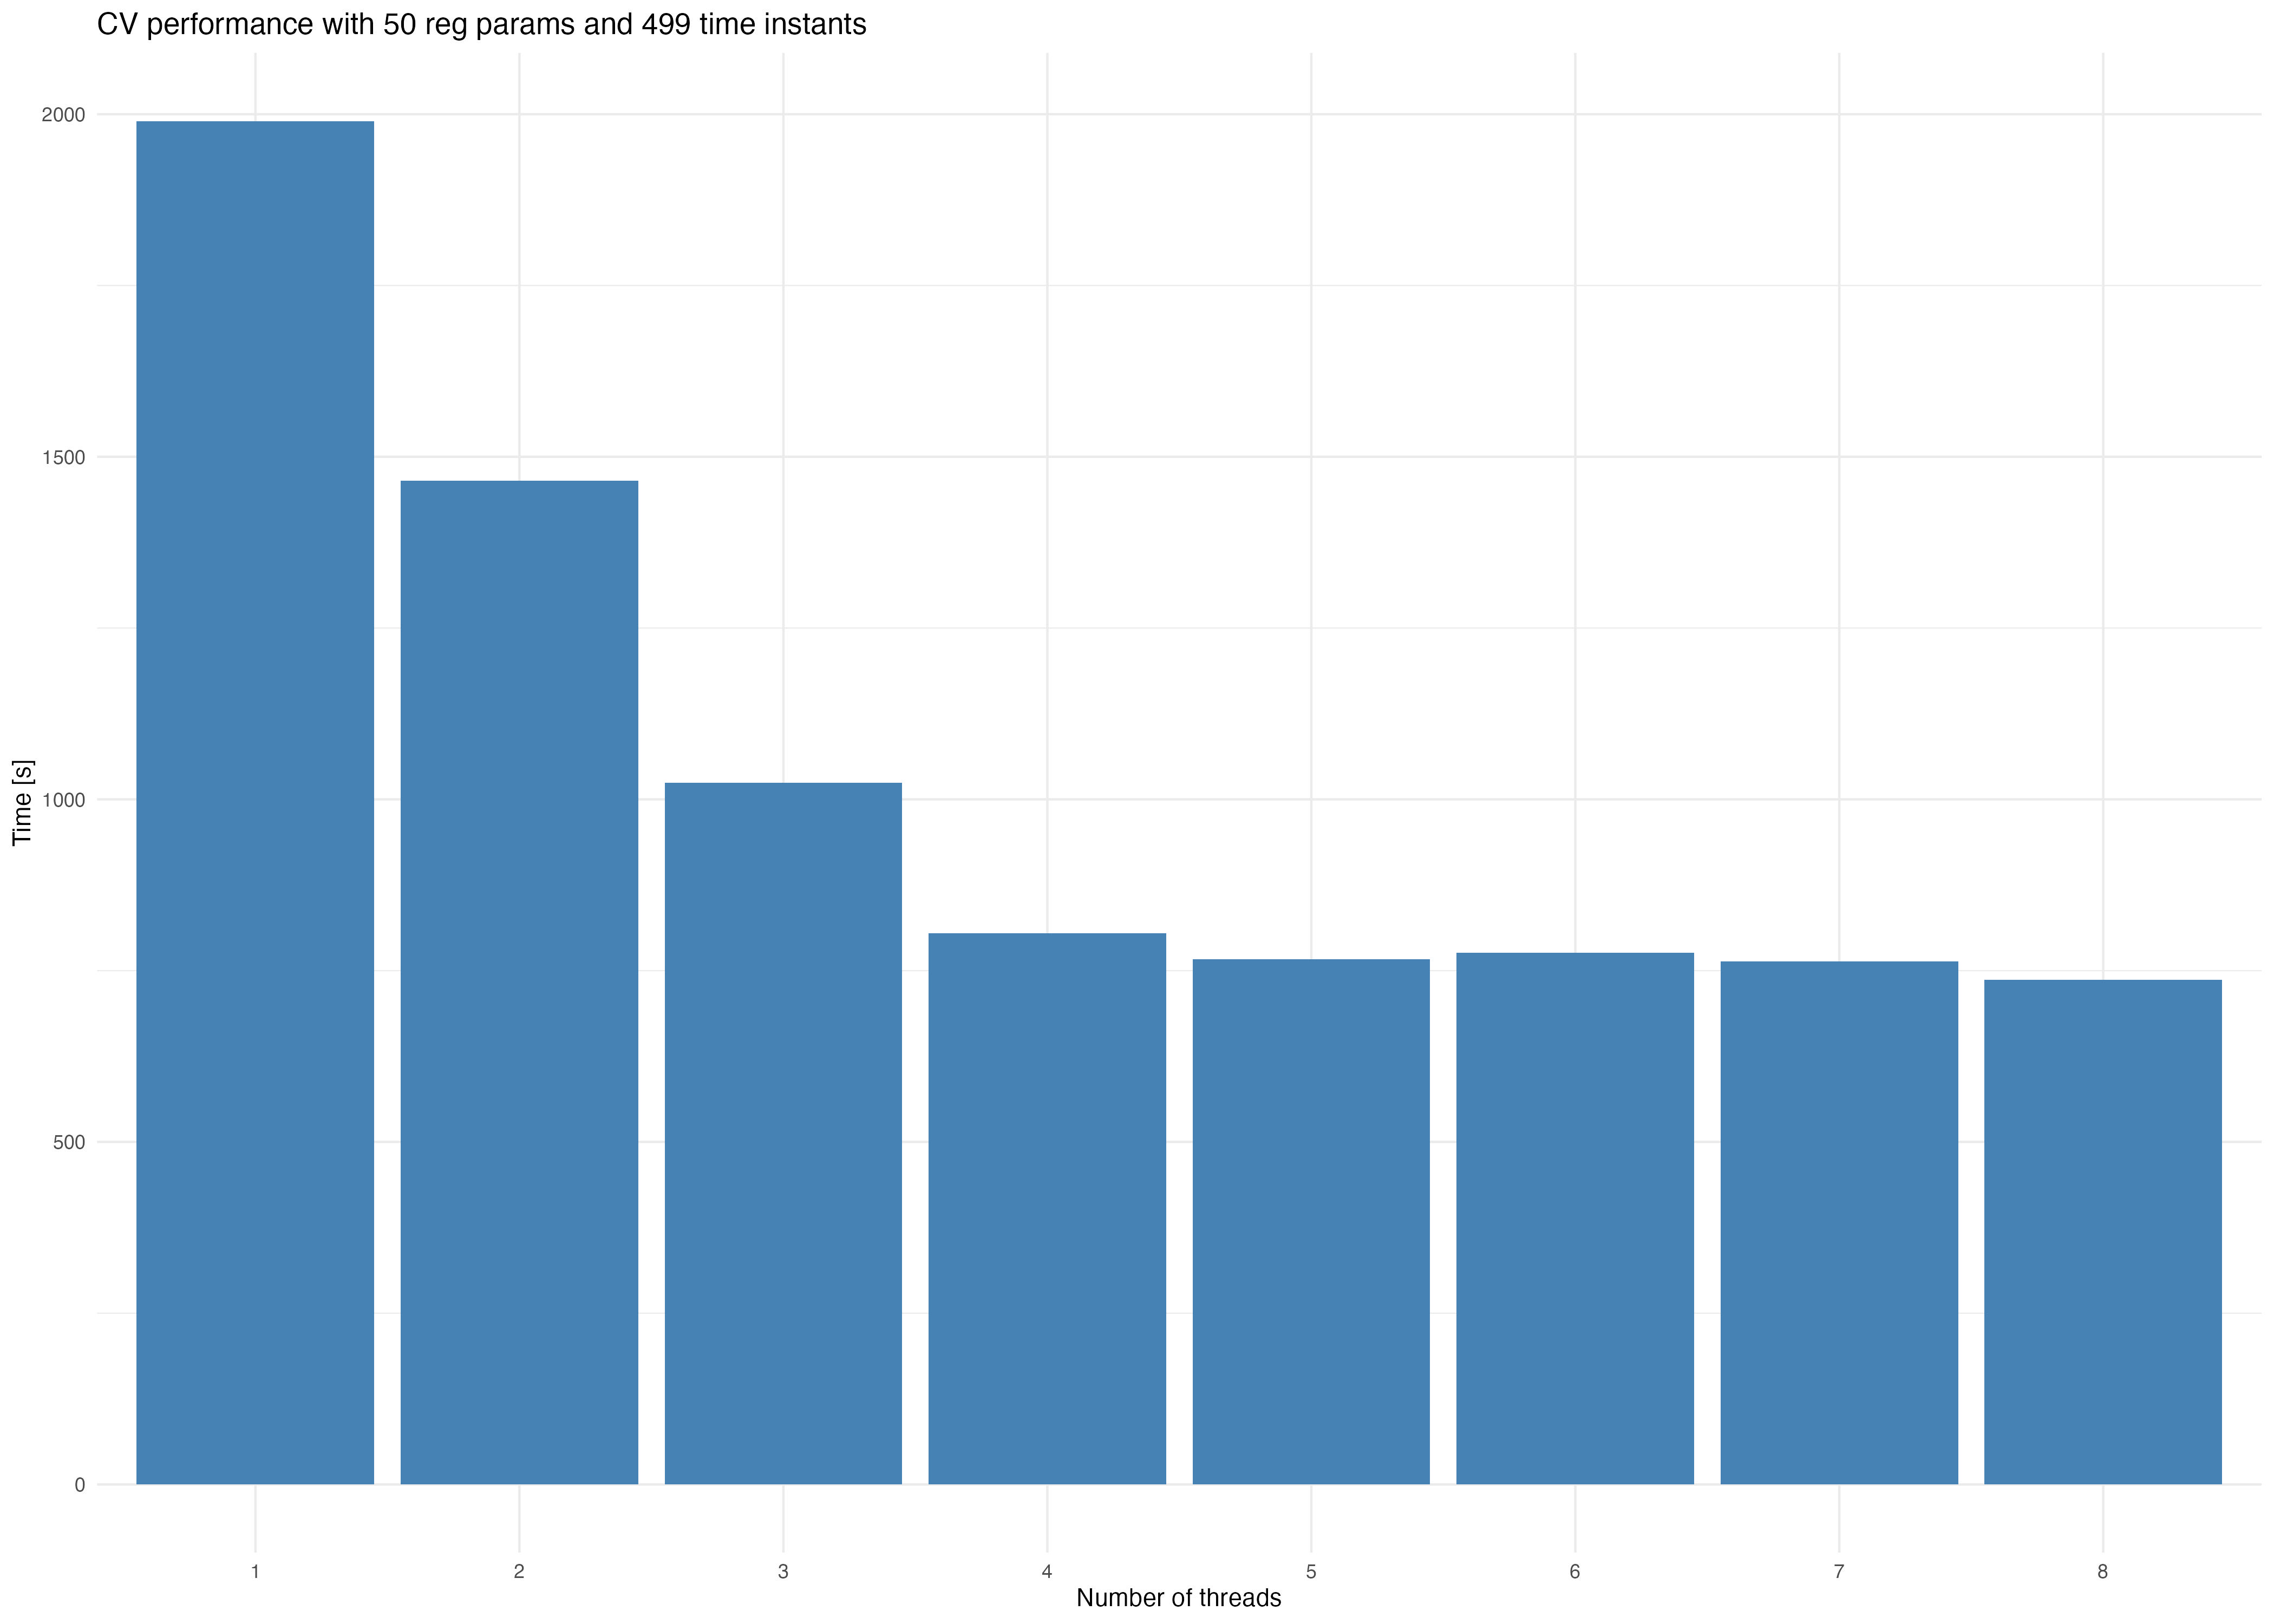 CV performance with 50 reg params and 499 time instants
2000
1500
1000
500
0
Time [s]
1 2 3 4 5 6 7 8
Number of threads